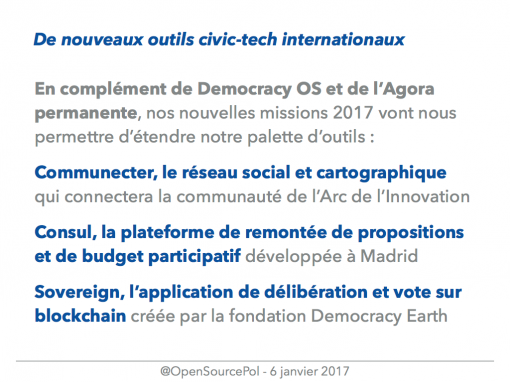 De nouveaux outils civic-tech internationaux
En complément de Democracy OS et de l'Agora
permanente, nos nouvelles missions 2017 vont nous
permettre d'étendre notre palette d'outils :
Communecter, le réseau social et cartographique
qui connectera la communauté de l'Arc de l'Innovation
Consul, la plateforme de remontée de propositions
et de budget participatif développée à Madrid
Sovereign, l'application de délibération et vote sur
blockchain créée par la fondation Democracy Earth
@OpenSourcePol - 6 janvier 2017